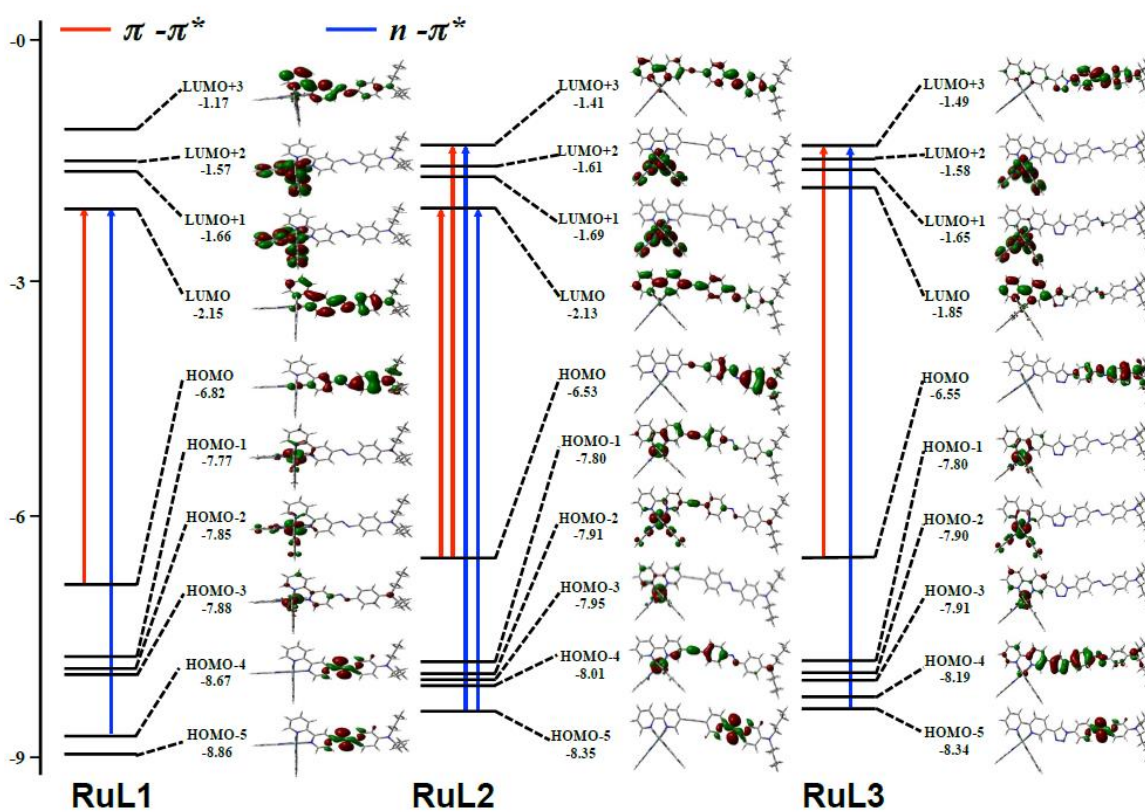 π -π*
n -π*
-0
-3
-6
-9
LUMO+3
-1.17
LUMO+2
-1.57
LUMO+1
-1.66
LUMO
-2.15
HOMO
-6.82
HOMO-1
-7.77
HOMO-2
-7.85
HOMO-3
-7.88
HOMO-4
-8.67
HOMO-5
-8.86
RuL1
LUMO+3
-1.41
LUMO+2
-1.61
LUMO+1
-1.69
LUMO
-2.13
HOMO
-6.53
HOMO-1
-7.80
HOMO-2
-7.91
HOMO-3
-7.95
HOMO-4
-8.01
HOMO-5
-8.35
RuL2
LUMO+3
-1.49
LUMO+2
-1.58
LUMO+1
-1.65
LUMO
-1.85
HOMO
-6.55
HOMO-1
-7.80
HOMO-2
-7.90
HOMO-3
-7.91
HOMO-4
-8.19
HOMO-5
-8.34
RuL3